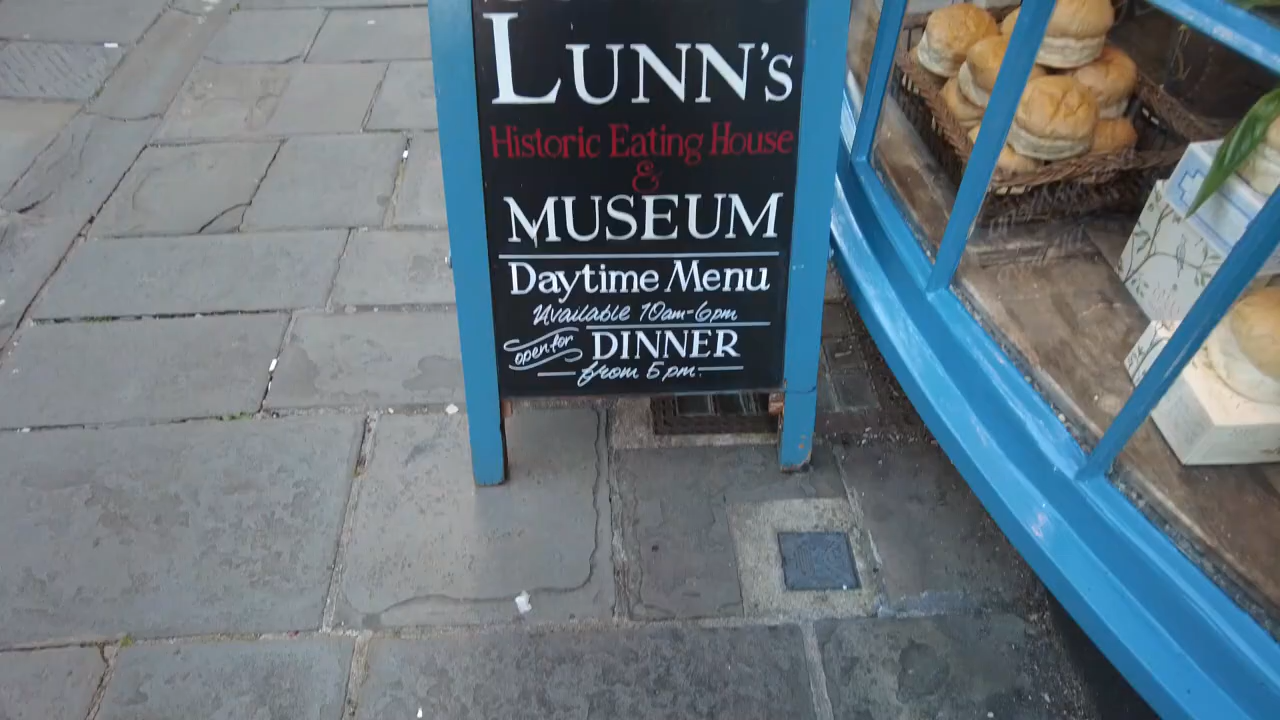 LUNN'S
Historic Eating House
&
MUSEUM
Daytime Menu
Available 10am-6pm
open for DINNER
from 5pm.